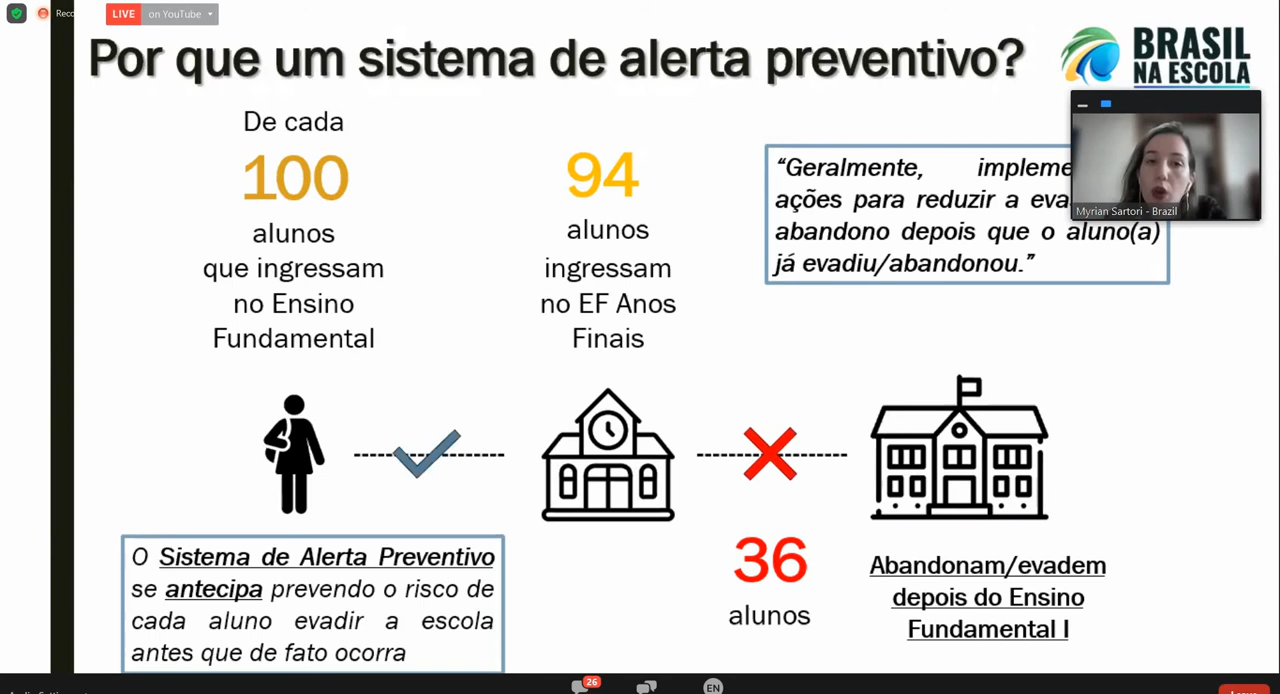 Reco
LIVE on YouTube
Por que um sistema de alerta preventivo?
BRASIL
NA ESCOLA
De cada
100
alunos
que ingressam
no Ensino
Fundamental
94
alunos
ingressam
no EF Anos
Finais
“Geralmente, impleme
ações para reduzir a eva
abandono depois que o aluno(a)
já evadiu/abandonou.”
Myrian Sartori - Brazil
O Sistema de Alerta Preventivo
se antecipa prevendo o risco de
cada aluno evadir a escola
antes que de fato ocorra
36
alunos
Abandonam/evadem
depois do Ensino
Fundamental I
26
EN